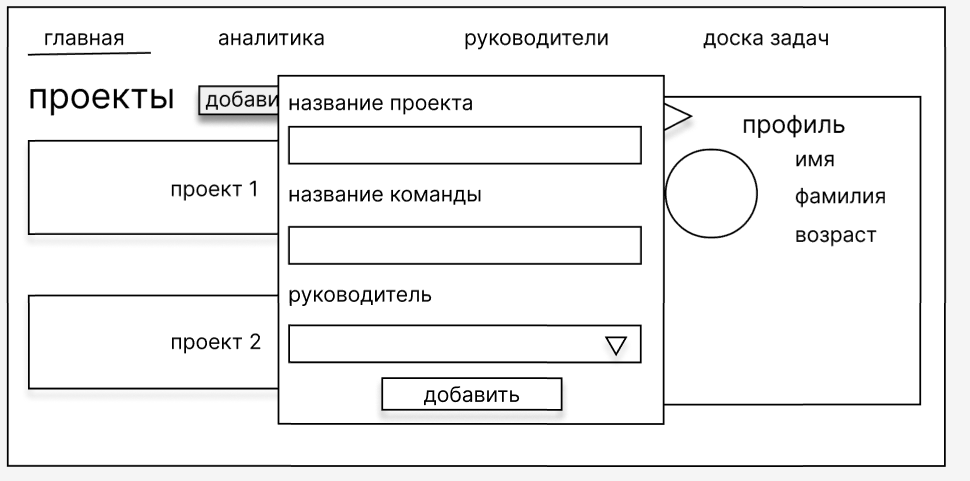 главная аналитика руководители доска задач
проекты добави
название проекта
название команды
руководитель
добавить
проект 1
проект 2
профиль
имя
фамилия
возраст